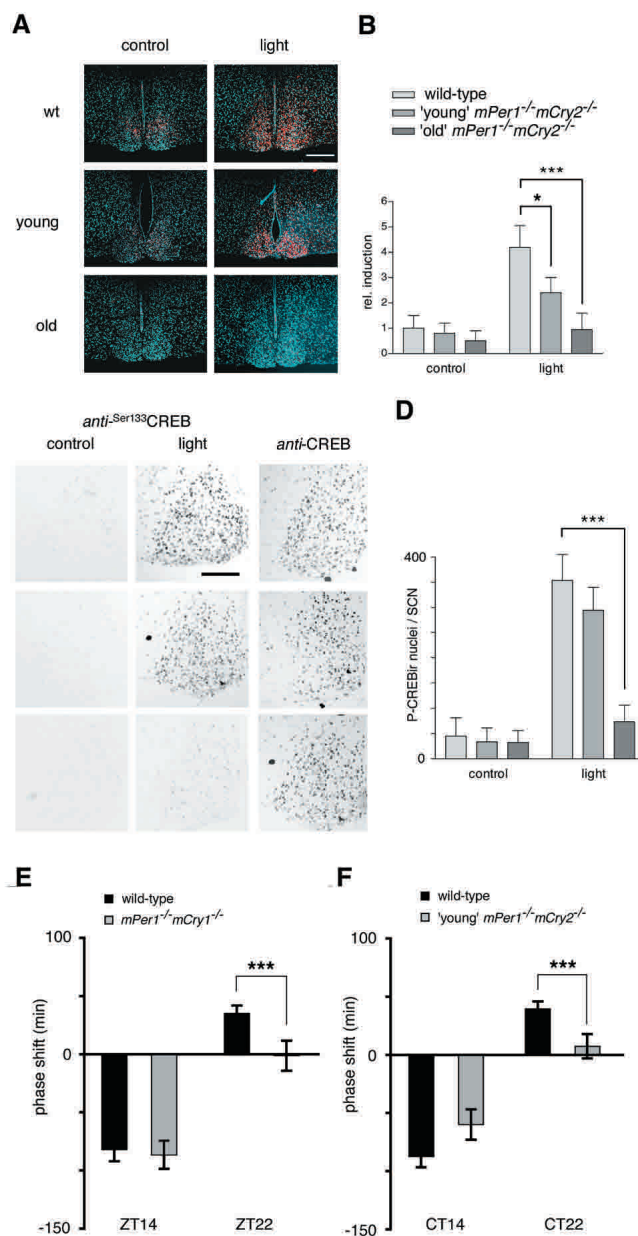 A
control light
wt
young
old
B
wild-type
'young' mPer1-/-mCry2-/-
'old' mPer1-/-mCry2-/-
***
*
rel. induction
6
5
4
3
2
1
0
control light
anti-Ser133CREB
control light anti-CREB
D
***
400
P-CREBir nuclei / SCN
0
control light
E
wild-type
mPer1-/-mCry1-/-
100
***
phase shift (min)
0
-150
ZT14 ZT22
F
wild-type
'young' mPer1-/-mCry2-/-
100
***
phase shift (min)
0
-150
CT14 CT22